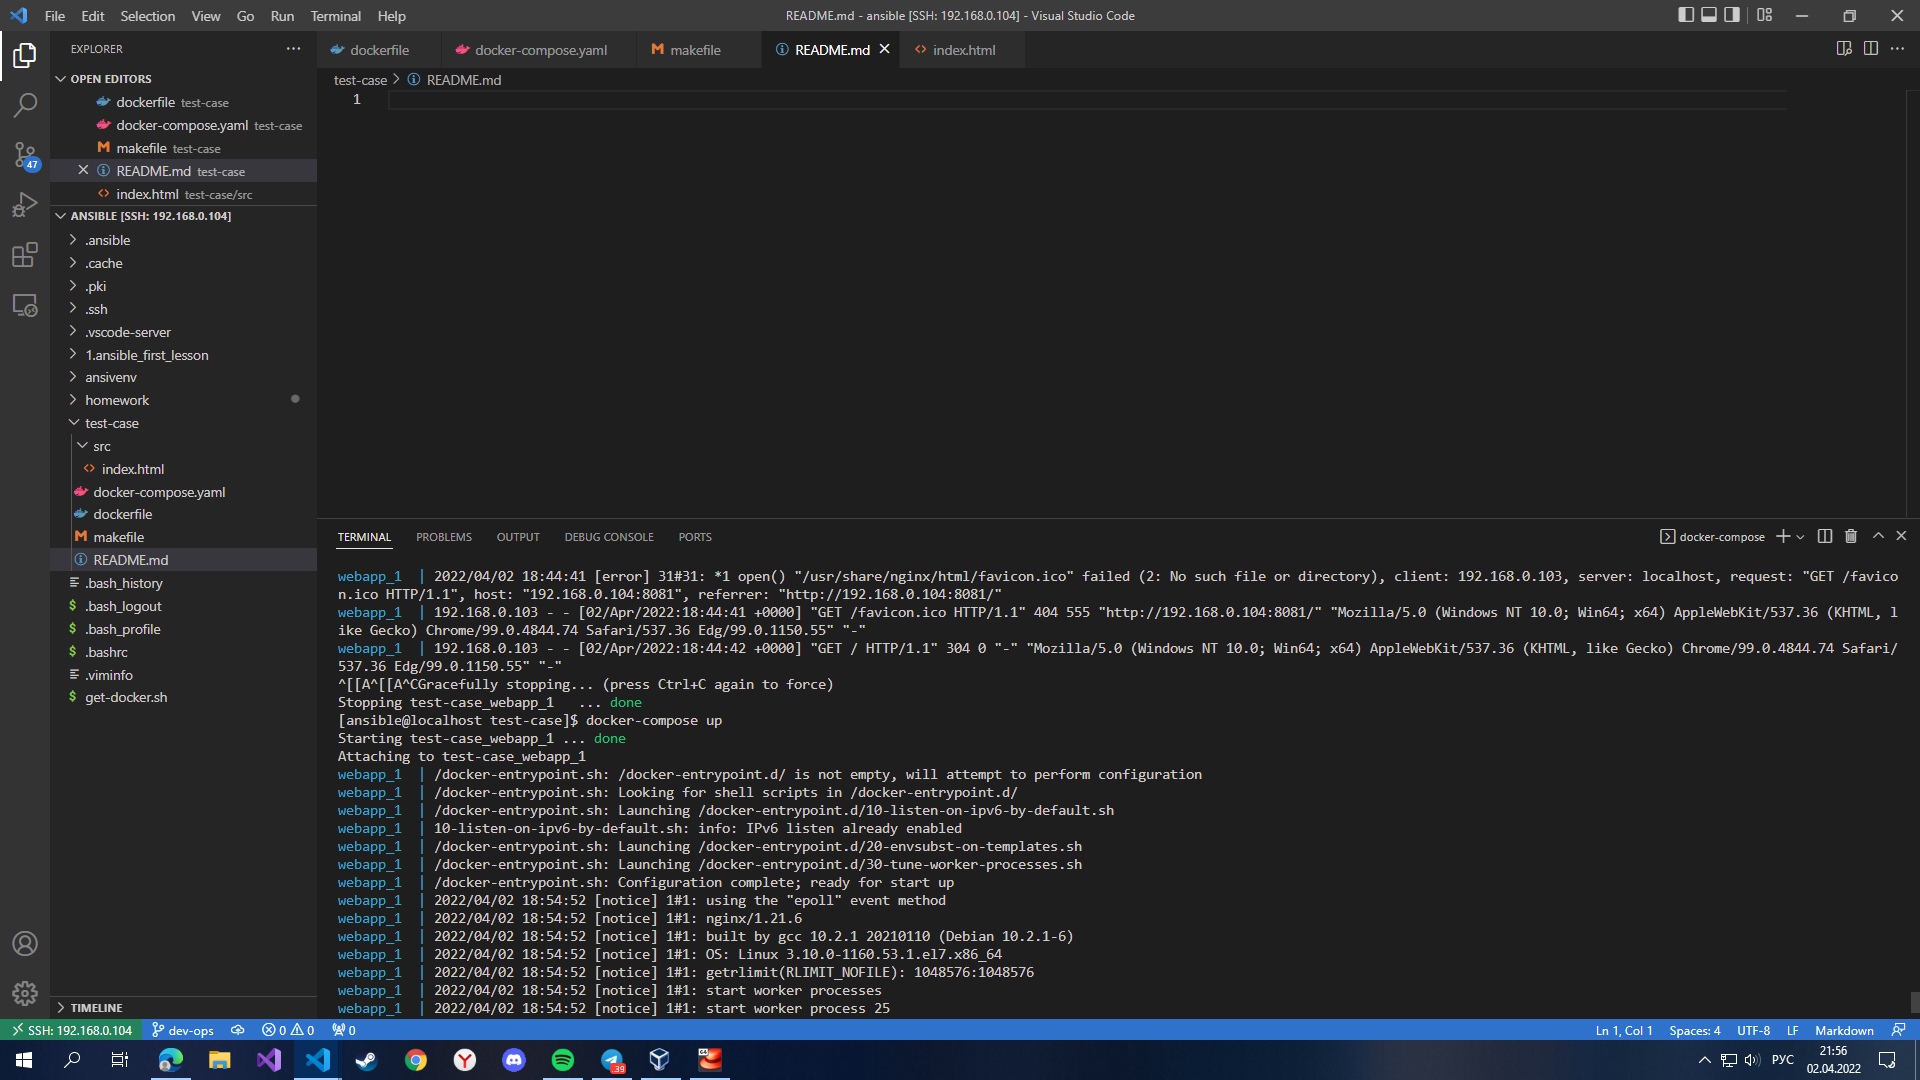 File Edit Selection View Go Run Terminal Help
README.md - ansible [SSH: 192.168.0.104] - Visual Studio Code
EXPLORER
OPEN EDITORS
dockerfile test-case
docker-compose.yaml test-case
makefile test-case
README.md test-case
index.html test-case/src
47
ANSIBLE [SSH: 192.168.0.104]
.ansible
.cache
.pki
.ssh
.vscode-server
1.ansible_first_lesson
ansivenv
homework
test-case
src
index.html
docker-compose.yaml
dockerfile
makefile
README.md
.bash_history
.bash_logout
.bash_profile
.bashrc
.viminfo
get-docker.sh
TIMELINE
dockerfile docker-compose.yaml makefile README.md index.html
test-case > README.md
1
TERMINAL PROBLEMS OUTPUT DEBUG CONSOLE PORTS
docker-compose
webapp_1 | 2022/04/02 18:44:41 [error] 31#31: *1 open() "/usr/share/nginx/html/favicon.ico" failed (2: No such file or directory), client: 192.168.0.103, server: localhost, request: "GET /favico
n.ico HTTP/1.1", host: "192.168.0.104:8081", referrer: "http://192.168.0.104:8081/"
webapp_1 | 192.168.0.103 - - [02/Apr/2022:18:44:41 +0000] "GET /favicon.ico HTTP/1.1" 404 555 "http://192.168.0.104:8081/" "Mozilla/5.0 (Windows NT 10.0; Win64; x64) AppleWebKit/537.36 (KHTML, l
ike Gecko) Chrome/99.0.4844.74 Safari/537.36 Edg/99.0.1150.55" "-"
webapp_1 | 192.168.0.103 - - [02/Apr/2022:18:44:42 +0000] "GET / HTTP/1.1" 304 0 "-" "Mozilla/5.0 (Windows NT 10.0; Win64; x64) AppleWebKit/537.36 (KHTML, like Gecko) Chrome/99.0.4844.74 Safari/
537.36 Edg/99.0.1150.55" "-"
^[[A^[[A^CGracefully stopping... (press Ctrl+C again to force)
Stopping test-case_webapp_1 ... done
[ansible@localhost test-case]$ docker-compose up
Starting test-case_webapp_1 ... done
Attaching to test-case_webapp_1
webapp_1 | /docker-entrypoint.sh: /docker-entrypoint.d/ is not empty, will attempt to perform configuration
webapp_1 | /docker-entrypoint.sh: Looking for shell scripts in /docker-entrypoint.d/
webapp_1 | /docker-entrypoint.sh: Launching /docker-entrypoint.d/10-listen-on-ipv6-by-default.sh
webapp_1 | 10-listen-on-ipv6-by-default.sh: info: IPv6 listen already enabled
webapp_1 | /docker-entrypoint.sh: Launching /docker-entrypoint.d/20-envsubst-on-templates.sh
webapp_1 | /docker-entrypoint.sh: Launching /docker-entrypoint.d/30-tune-worker-processes.sh
webapp_1 | /docker-entrypoint.sh: Configuration complete; ready for start up
webapp_1 | 2022/04/02 18:54:52 [notice] 1#1: using the "epoll" event method
webapp_1 | 2022/04/02 18:54:52 [notice] 1#1: nginx/1.21.6
webapp_1 | 2022/04/02 18:54:52 [notice] 1#1: built by gcc 10.2.1 20210110 (Debian 10.2.1-6)
webapp_1 | 2022/04/02 18:54:52 [notice] 1#1: OS: Linux 3.10.0-1160.53.1.el7.x86_64
webapp_1 | 2022/04/02 18:54:52 [notice] 1#1: getrlimit(RLIMIT_NOFILE): 1048576:1048576
webapp_1 | 2022/04/02 18:54:52 [notice] 1#1: start worker processes
webapp_1 | 2022/04/02 18:54:52 [notice] 1#1: start worker process 25
SSH: 192.168.0.104 dev-ops 0 0 0
Ln 1, Col 1 Spaces: 4 UTF-8 LF Markdown
39
РУС
21:56
02.04.2022